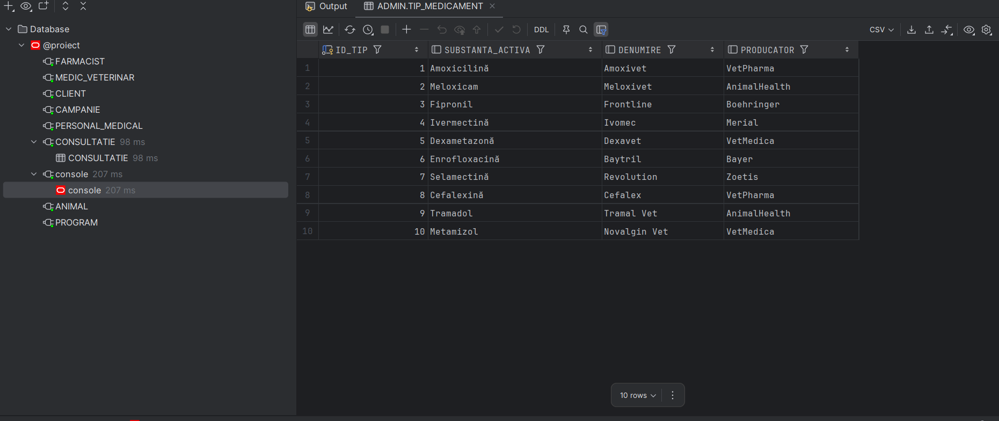 Output
ADMIN.TIP_MEDICAMENT
Database
@proiect
FARMACIST
MEDIC_VETERINAR
CLIENT
CAMPANIE
PERSONAL_MEDICAL
CONSULTATIE 98 ms
CONSULTATIE 98 ms
console 207 ms
console 207 ms
ANIMAL
PROGRAM
DDL
CSV
ID_TIP SUBSTANTA_ACTIVA DENUMIRE PRODUCATOR
1 1 Amoxicilină Amoxivet VetPharma
2 2 Meloxicam Meloxivet AnimalHealth
3 3 Fipronil Frontline Boehringer
4 4 Ivermectină Ivomec Merial
5 5 Dexametazonă Dexavet VetMedica
6 6 Enrofloxacină Baytril Bayer
7 7 Selamectină Revolution Zoetis
8 8 Cefalexină Cefalex VetPharma
9 9 Tramadol Tramal Vet AnimalHealth
10 10 Metamizol Novalgin Vet VetMedica
10 rows